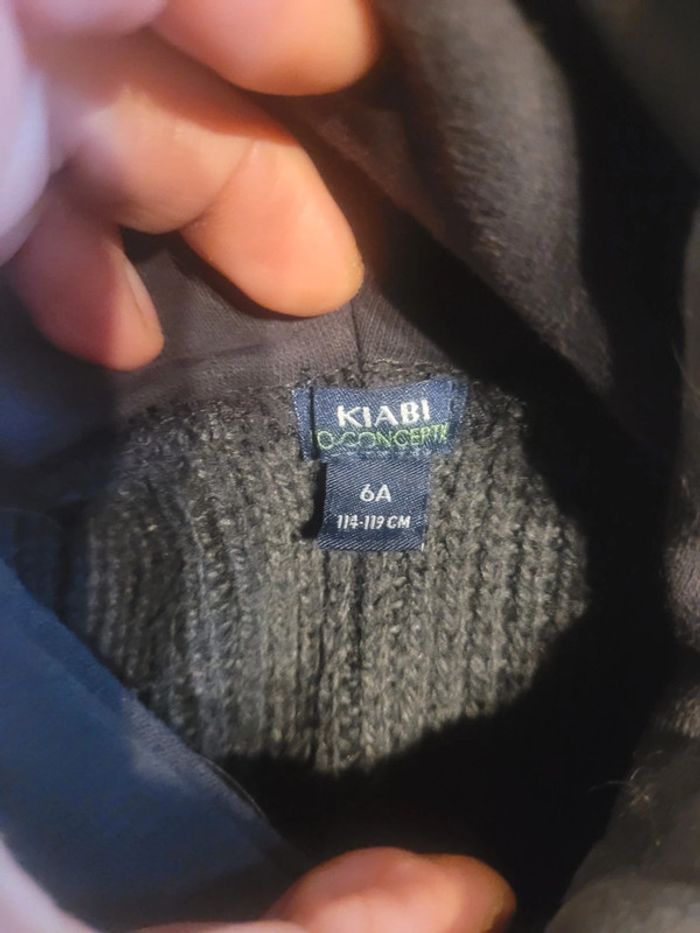 KIABI
O-CONCEPT
6A
114-119 CM